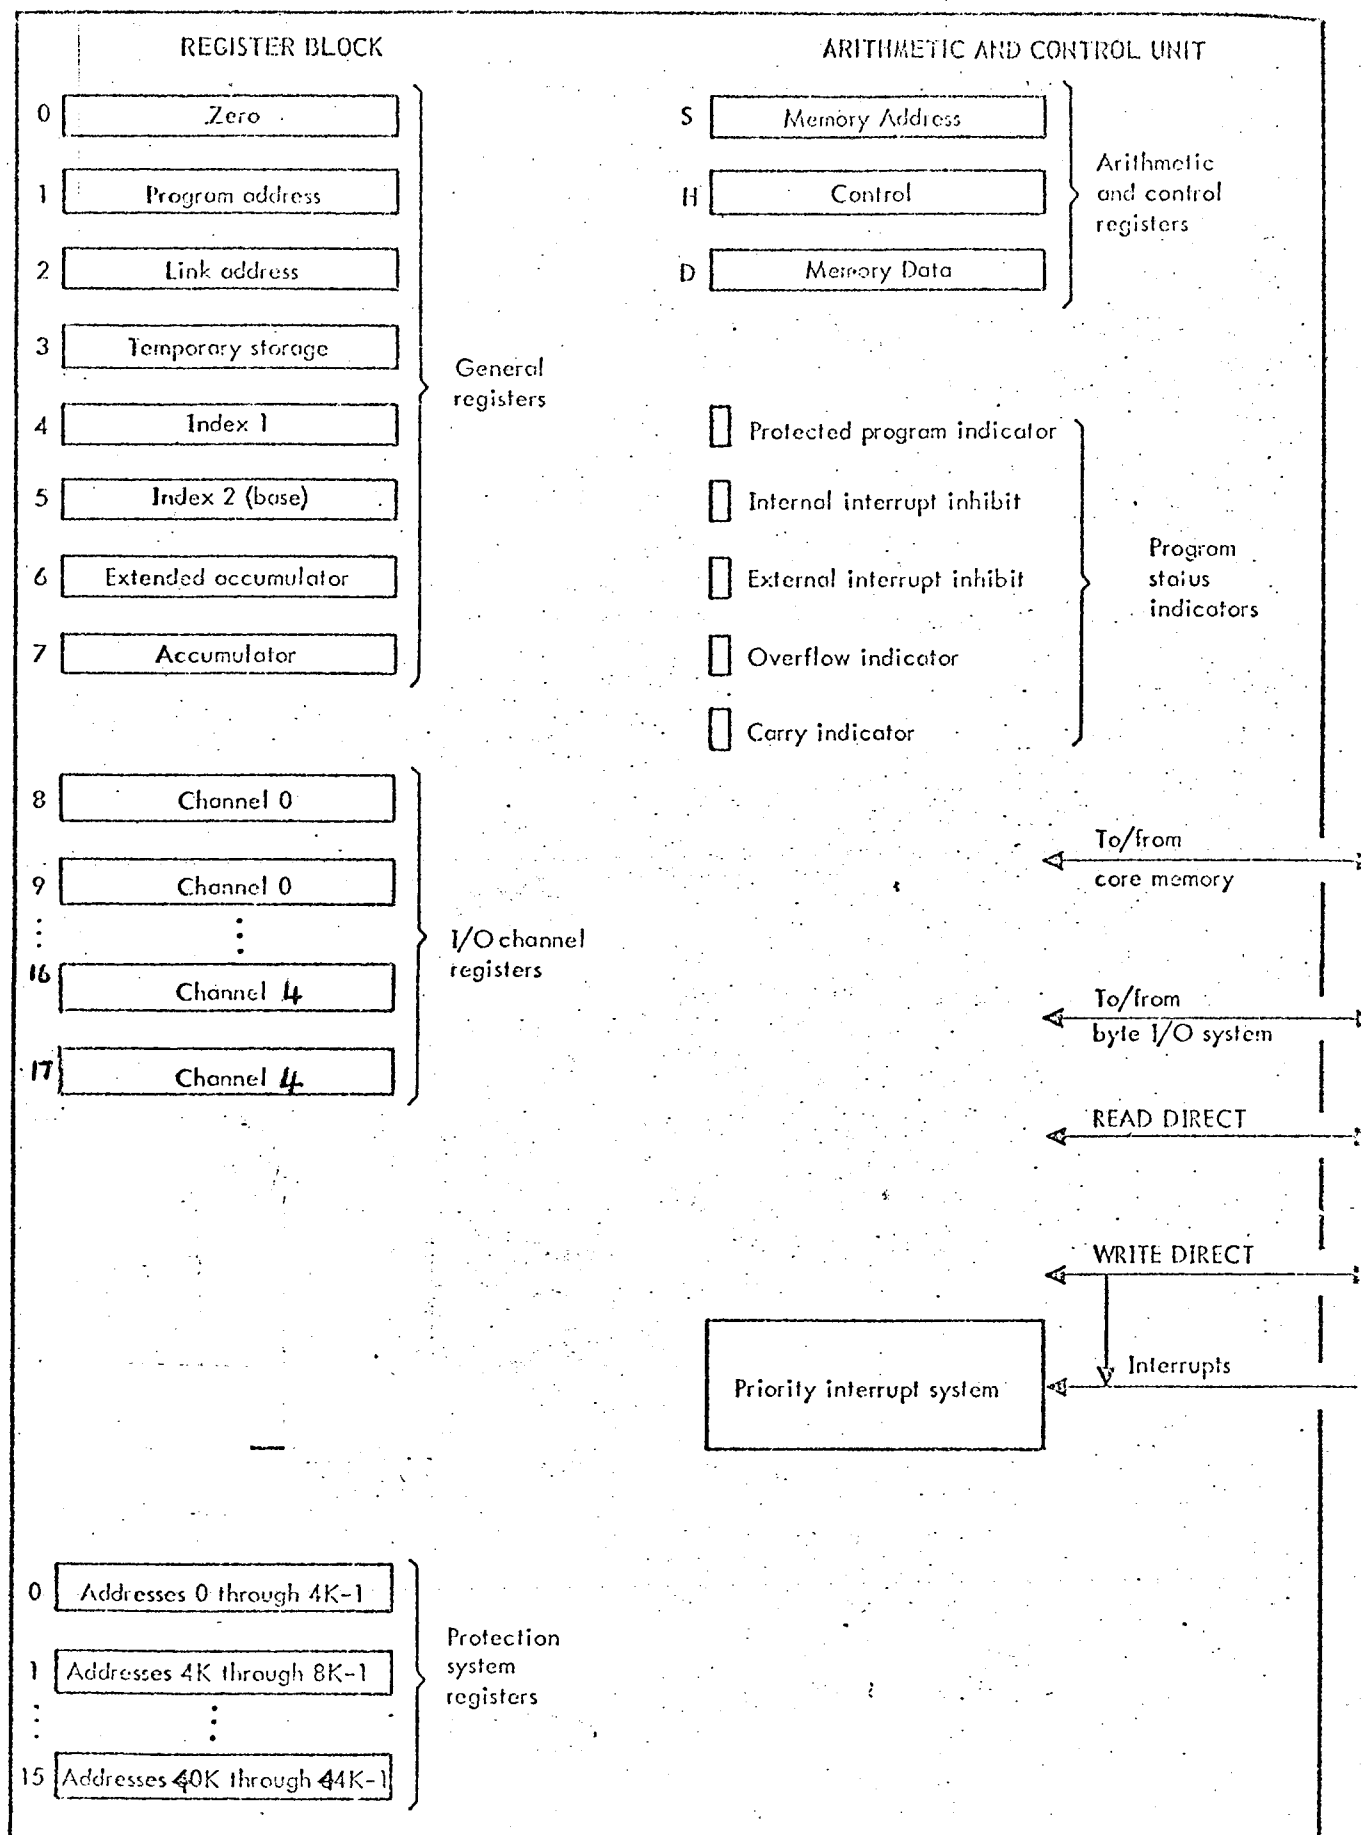 REGISTER BLOCK
0 Zero
1 Program address
2 Link address
3 Temporary storage
4 Index 1
5 Index 2 (base)
6 Extended accumulator
7 Accumulator
General
registers
8 Channel 0
9 Channel 0
16 Channel 4
17 Channel 4
I/O channel
registers
0 Addresses 0 through 4K-1
1 Addresses 4K through 8K-1
15 Addresses 40K through 44K-1
Protection
system
registers
ARITHMETIC AND CONTROL UNIT
S Memory Address
H Control
D Memory Data
Arithmetic
and control
registers
Protected program indicator
Internal interrupt inhibit
External interrupt inhibit
Overflow indicator
Carry indicator
Program
status
indicators
To/from
core memory
To/from
byte I/O system
READ DIRECT
WRITE DIRECT
Interrupts
Priority interrupt system